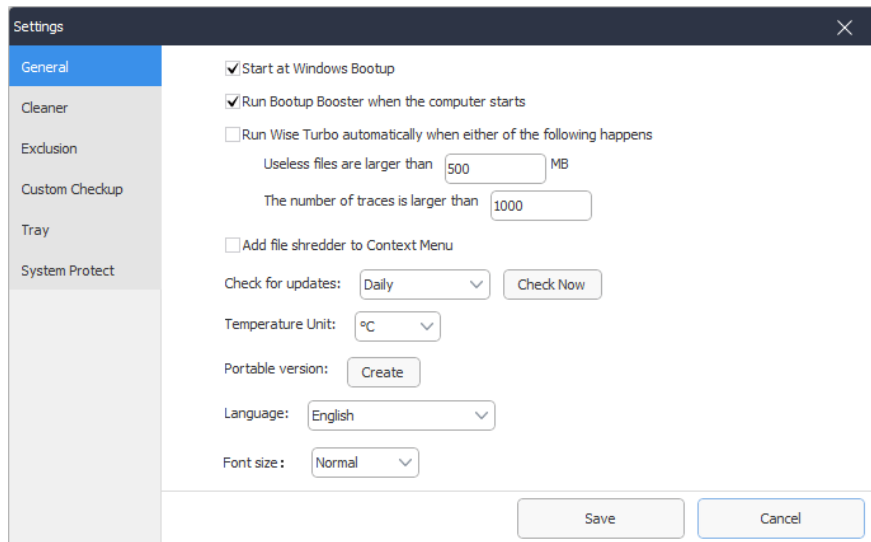 Settings
General
Cleaner
Exclusion
Custom Checkup
Tray
System Protect
Start at Windows Bootup
Run Bootup Booster when the computer starts
Run Wise Turbo automatically when either of the following happens
Useless files are larger than 500 MB
The number of traces is larger than 1000
Add file shredder to Context Menu
Check for updates: Daily Check Now
Temperature Unit: °C
Portable version: Create
Language: English
Font size: Normal
Save Cancel